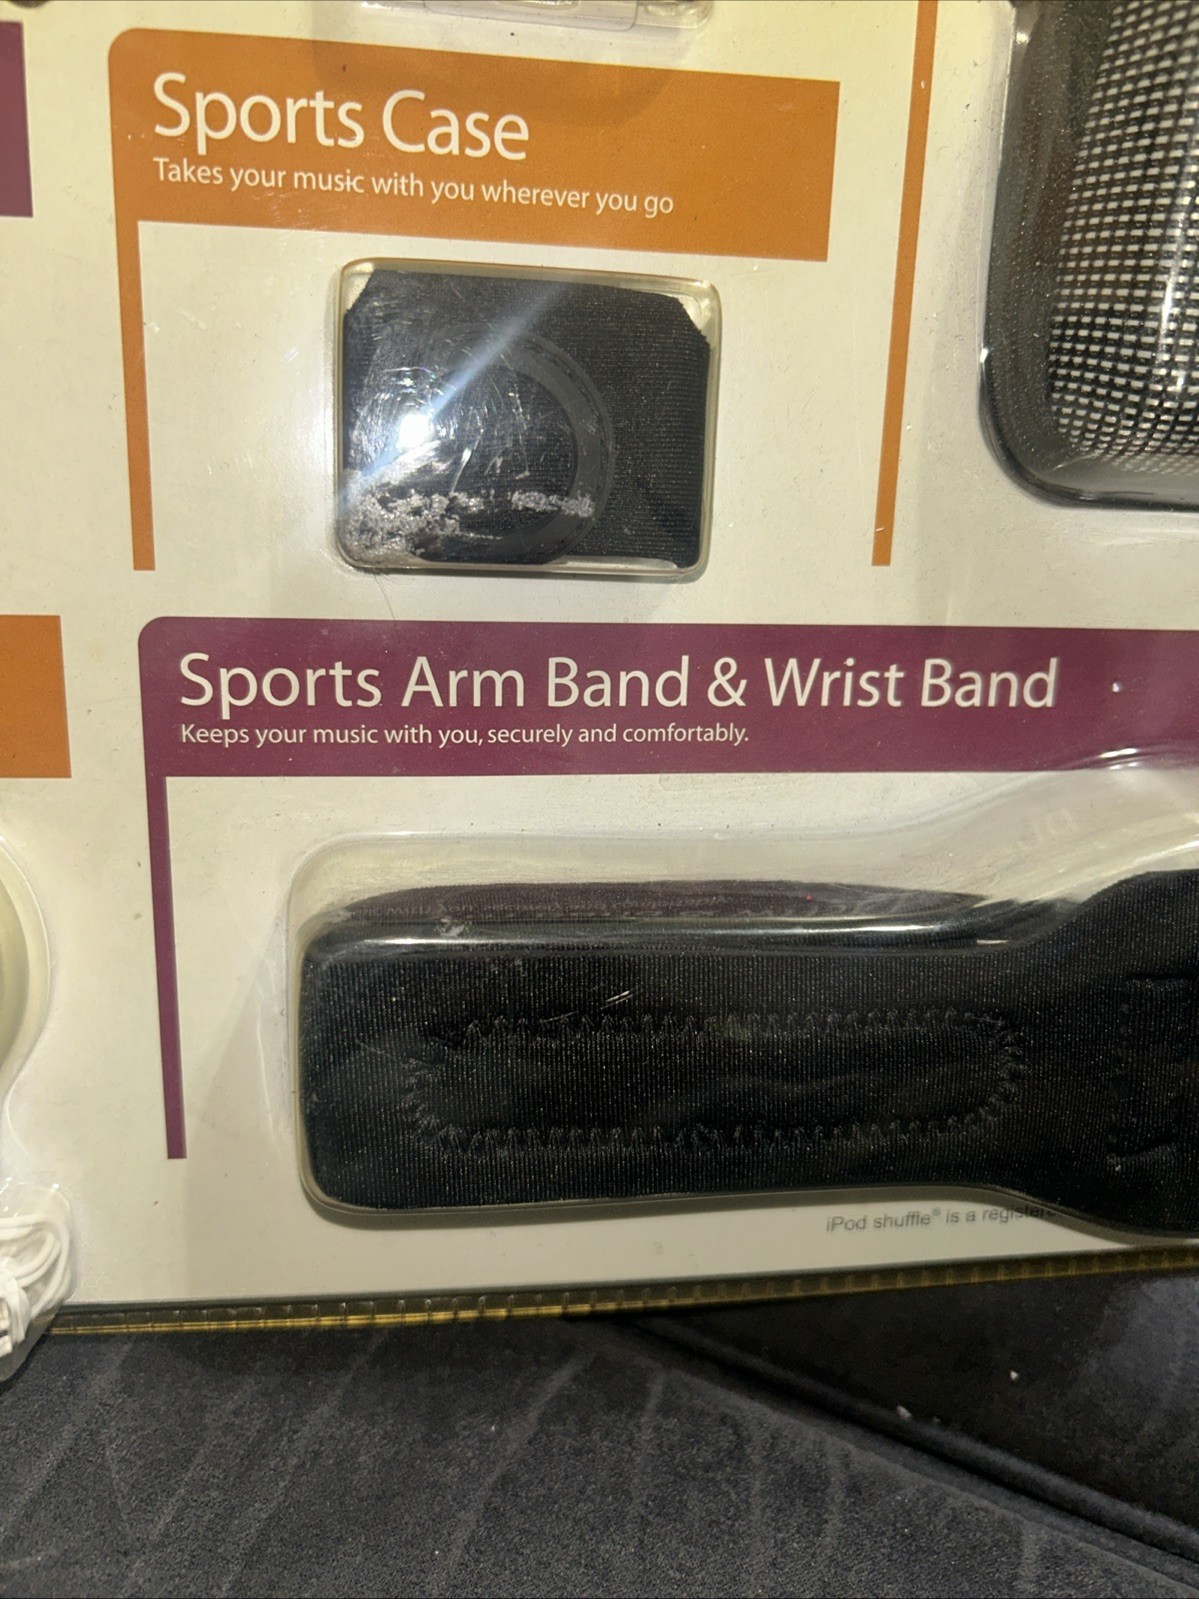 Sports Case
Takes your music with you wherever you go
Sports Arm Band & Wrist Band
Keeps your music with you, securely and comfortably.
iPod shuffle® is a